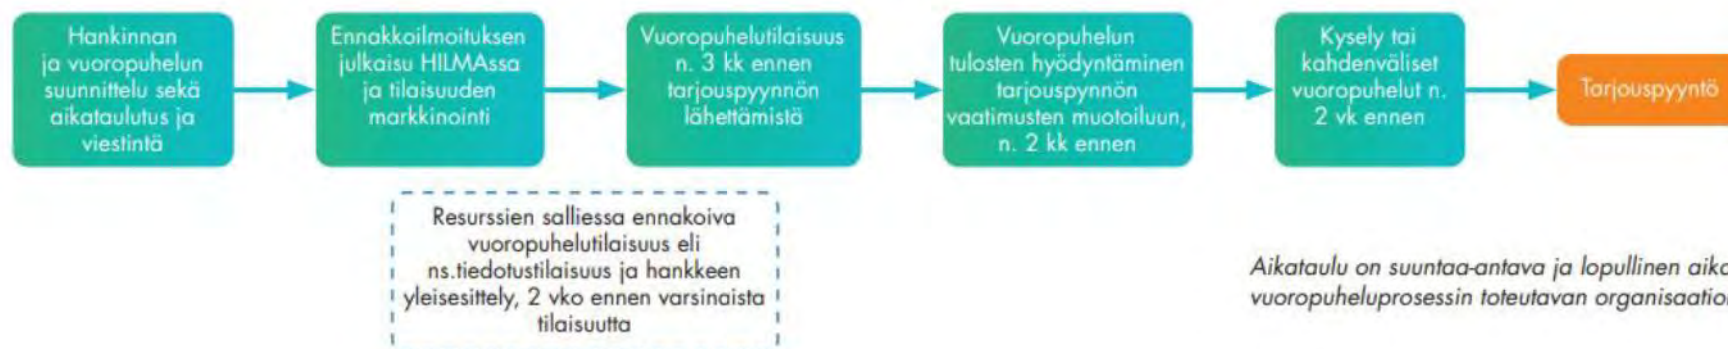 Hankinnan
ja vuoropuhelun
suunnittelu sekä
aikataulutus ja
viestintä
Ennakkoilmoituksen
julkaisu HILMAssa
ja tilaisuuden
markkinointi
Vuoropuhelutilaisuus
n. 3 kk ennen
tarjouspyynnön
lähettämistä
Vuoropuhelun
tulosten hyödyntäminen
tarjouspynnön
vaatimusten muotoiluun,
n. 2 kk ennen
Kysely tai
kahdenväliset
vuoropuhelut n.
2 vk ennen
Tarjouspyyntö
Resurssien salliessa ennakoiva
vuoropuhelutilaisuus eli
ns.tiedotustilaisuus ja hankkeen
yleisesittely, 2 vko ennen varsinaista
tilaisuutta
Aikataulu on suuntaa-antava ja lopullinen
vuoropuheluprosessin toteutavan